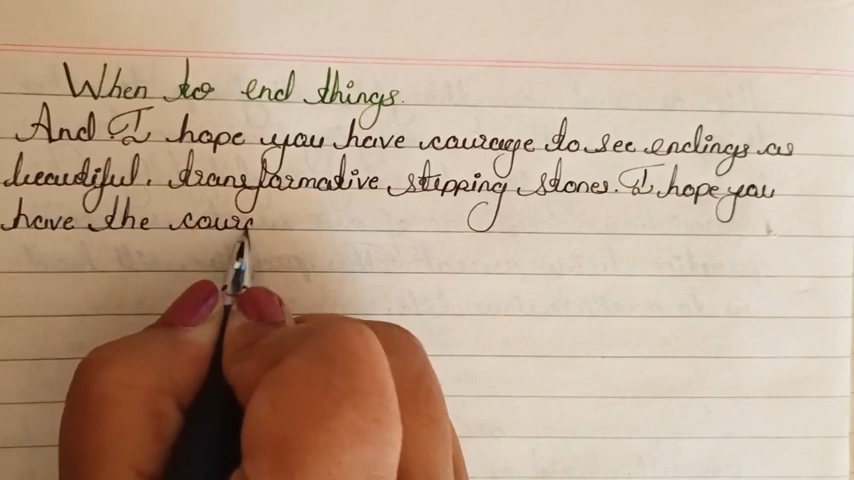 When to end things.
And I hope you have courage to see endings as
beautiful, transformative stepping stones. I hope you
have the cour